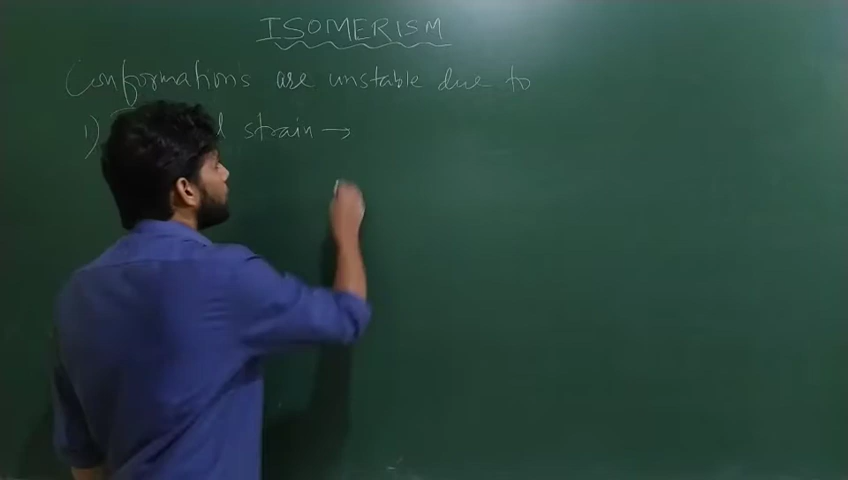 ISOMERISM
Conformations are unstable due to
1) strain →